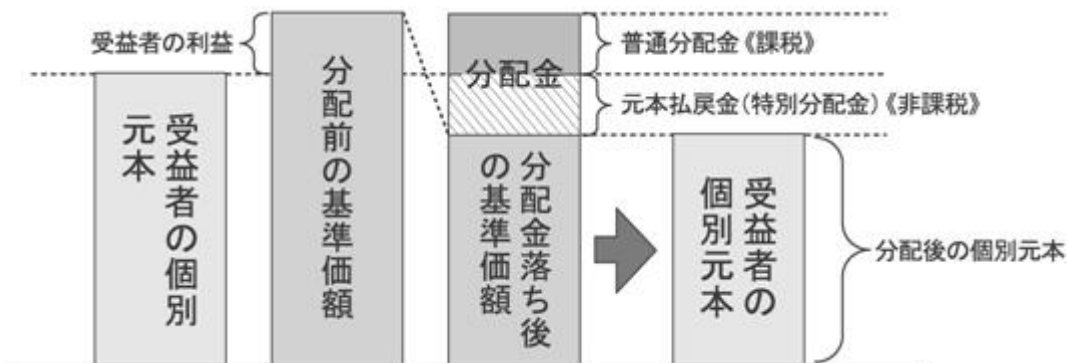 受益者の利益
受益者の個別
元本
分配前の基準価額
分配金
分配金落ち後
の基準価額
普通分配金《課税》
元本払戻金(特別分配金)《非課税》
受益者の
個別元本
分配後の個別元本